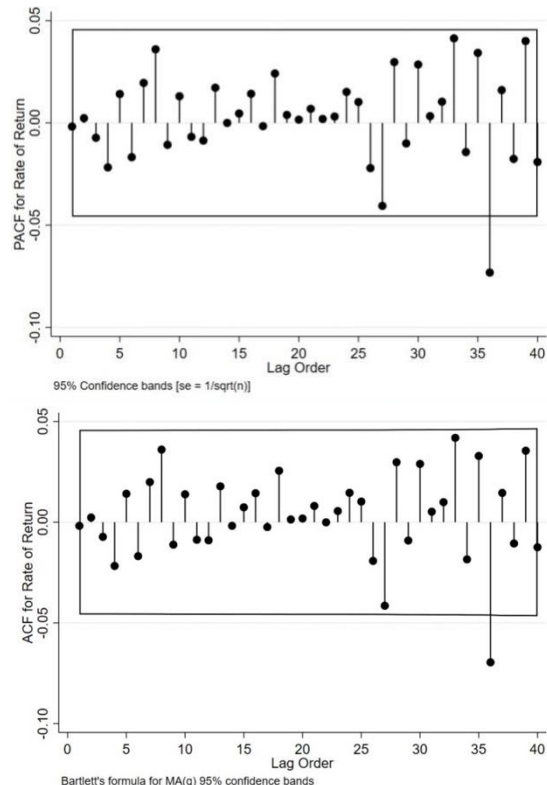 0.05
0.00
-0.05
-0.10
PACF for Rate of Return
0 5 10 15 20 25 30 35 40
Lag Order
95% Confidence bands [se = 1/sqrt(n)]
0.05
0.00
-0.05
-0.10
ACF for Rate of Return
0 5 10 15 20 25 30 35 40
Lag Order
Bartlett's formula for MA(q) 95% confidence bands